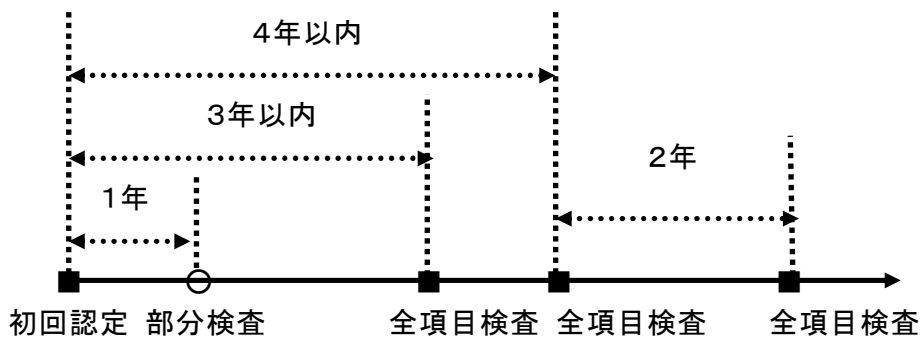 4年以内
3年以内
2年
1年
初回認定 部分検査 全項目検査 全項目検査 全項目検査